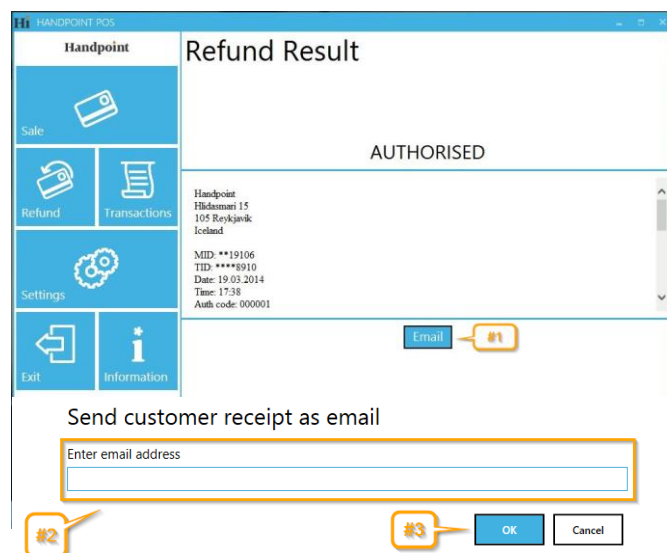 Hi HANDPOINT POS
Handpoint
Sale
Refund
Transactions
Settings
Exit
Information
Refund Result
AUTHORISED
Handpoint
Hlídasmari 15
105 Reykjavik
Iceland
MID: **19106
TID: ****8910
Date: 19.03.2014
Time: 17:38
Auth code: 000001
Email
#1
Send customer receipt as email
Enter email address
#2
#3
OK
Cancel